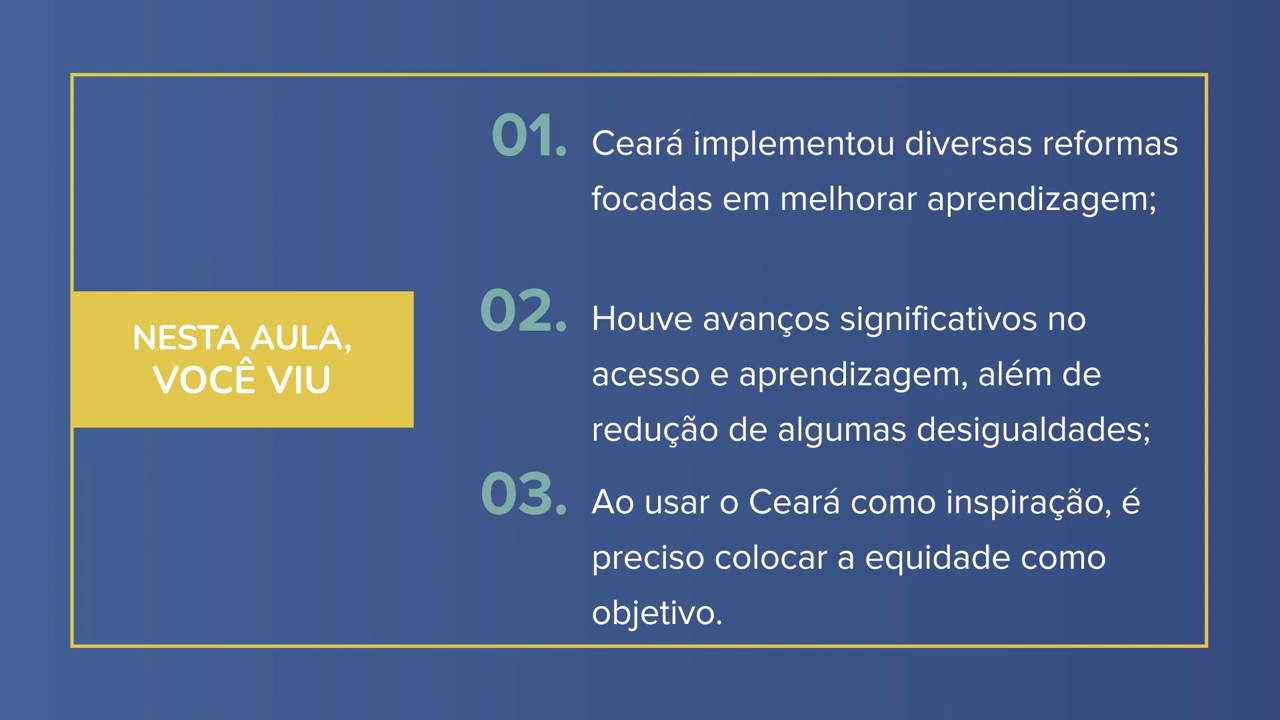 NESTA AULA,
VOCÊ VIU
01. Ceará implementou diversas reformas
focadas em melhorar aprendizagem;
02. Houve avanços significativos no
acesso e aprendizagem, além de
redução de algumas desigualdades;
03. Ao usar o Ceará como inspiração, é
preciso colocar a equidade como
objetivo.